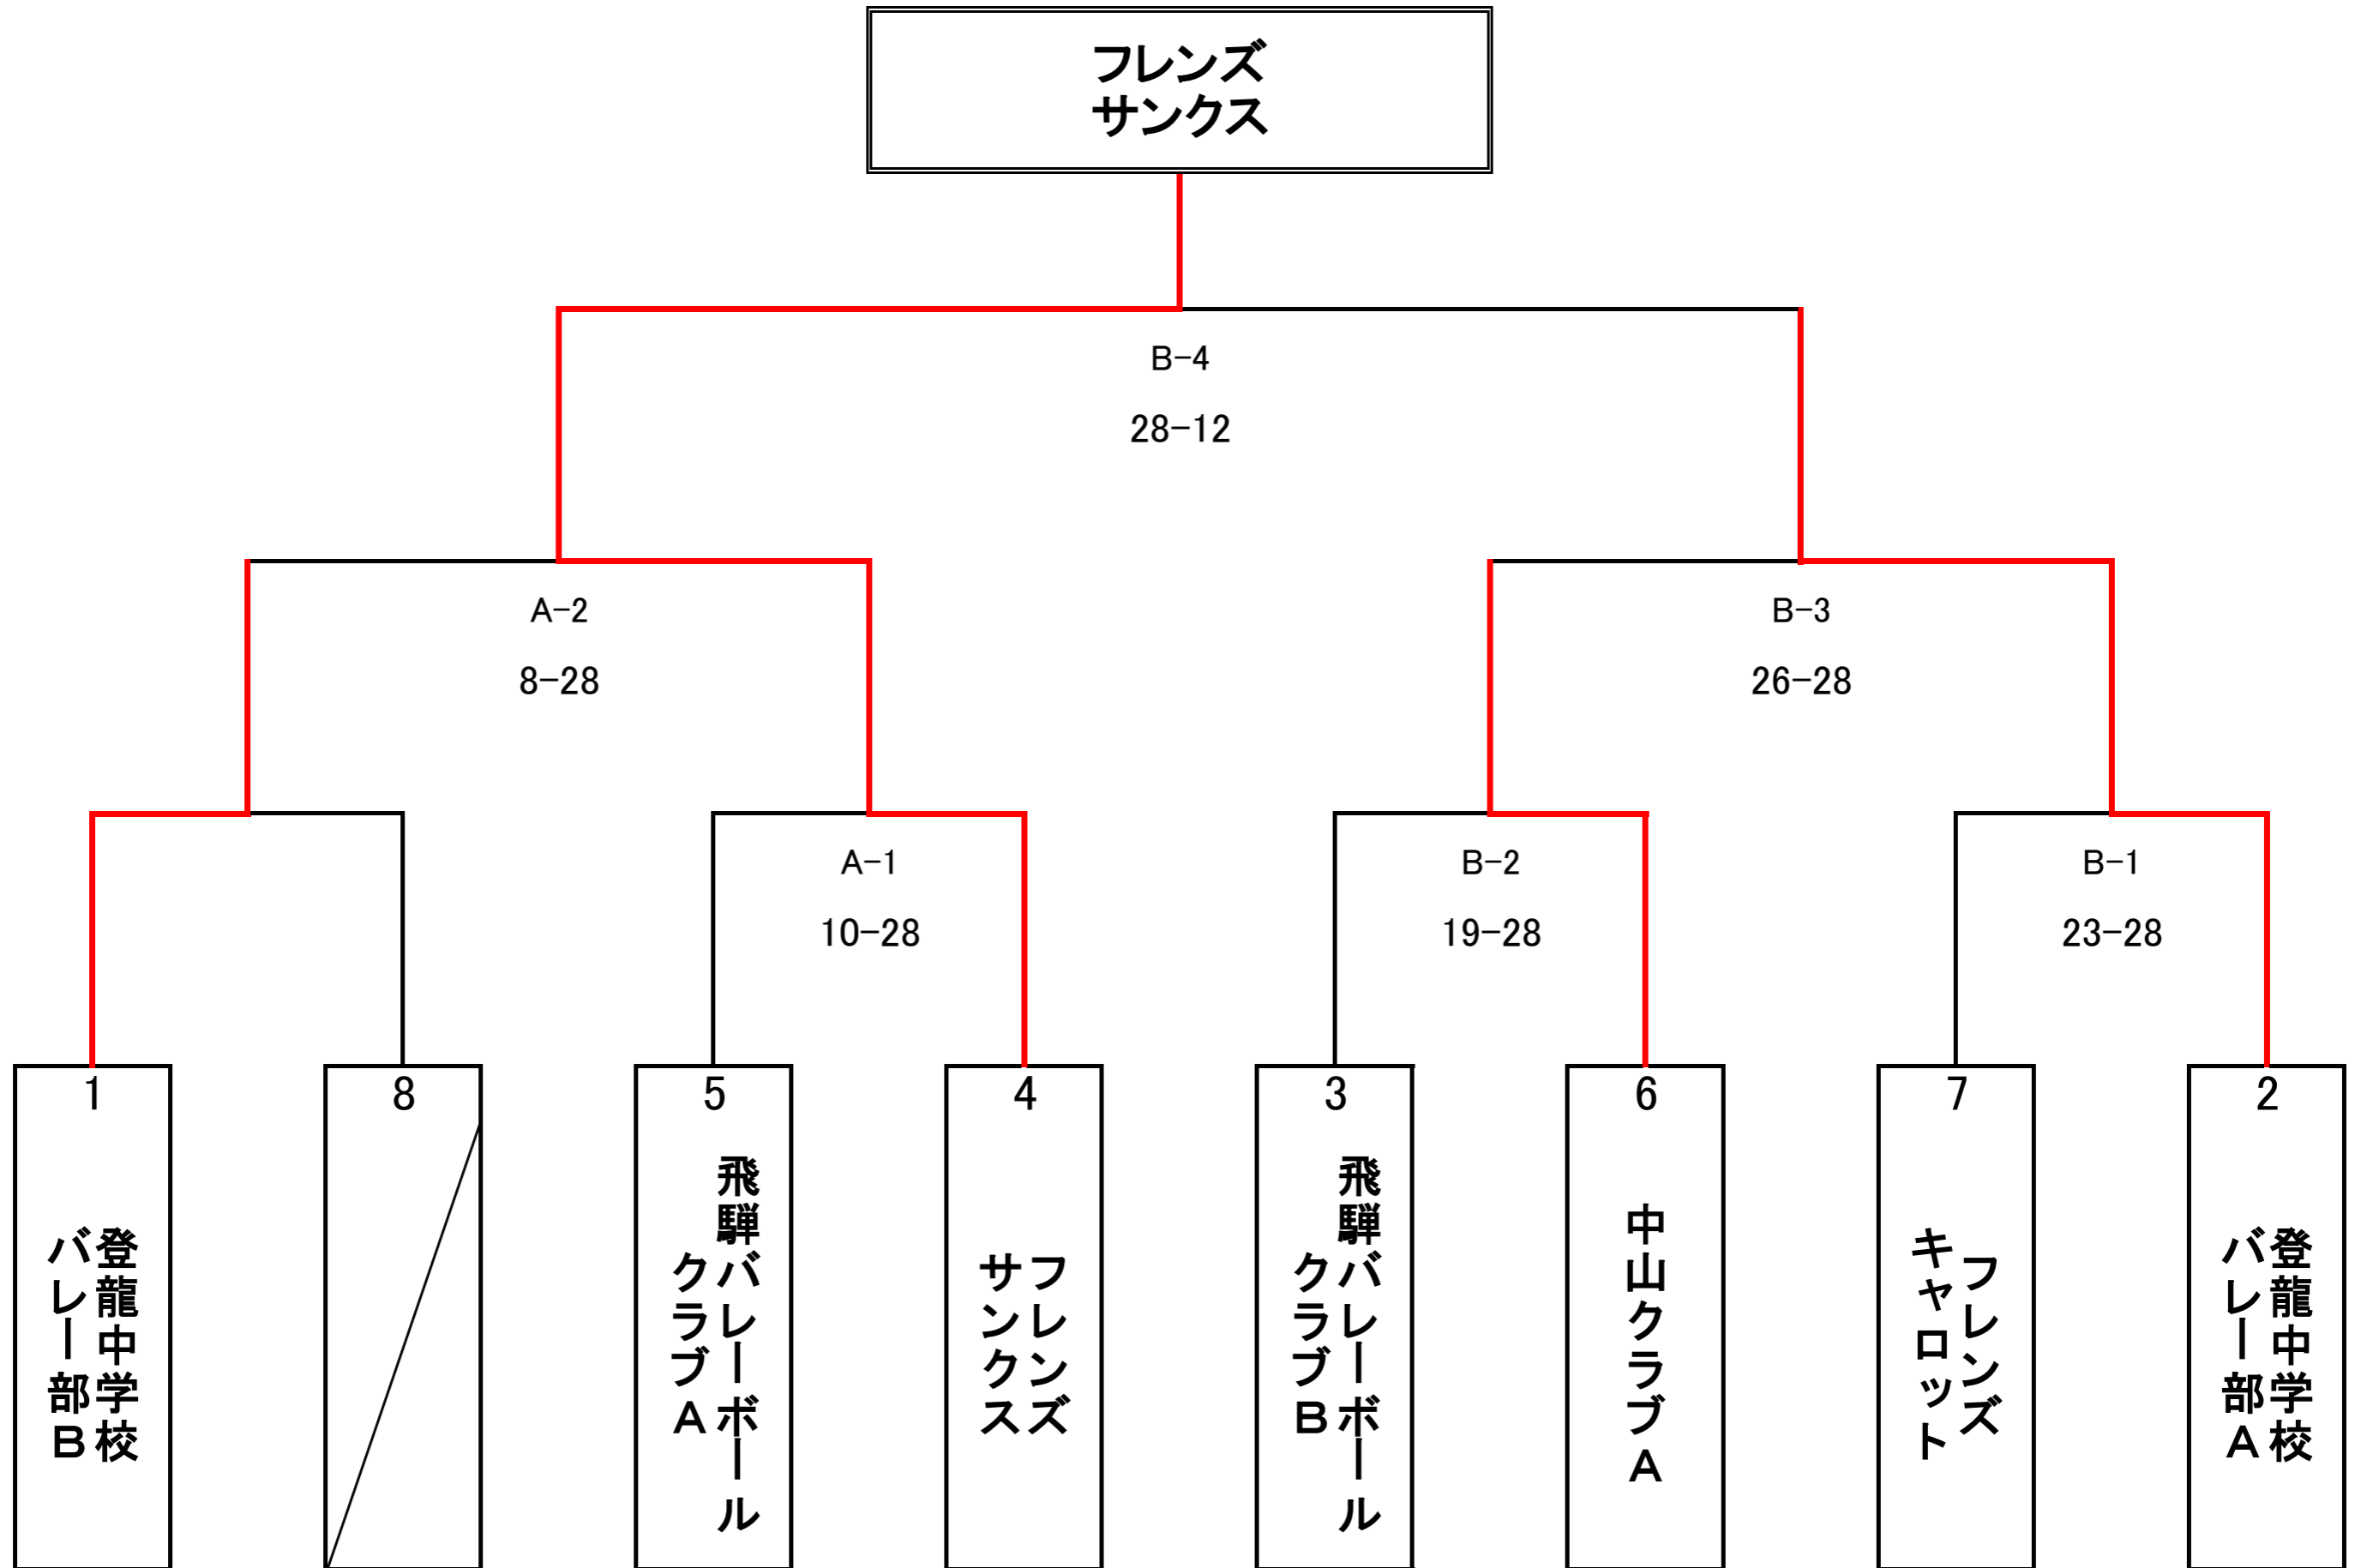 フレンズ
サンクス
B-4
28-12
A-2
8-28
B-3
26-28
A-1
10-28
B-2
19-28
B-1
23-28
1
登龍中学校
バレー部B
8
5
飛騨バレーボール
クラブA
4
フレンズ
サンクス
3
飛騨バレーボール
クラブB
6
中山クラブA
7
フレンズ
キャロット
2
登龍中学校
バレー部A